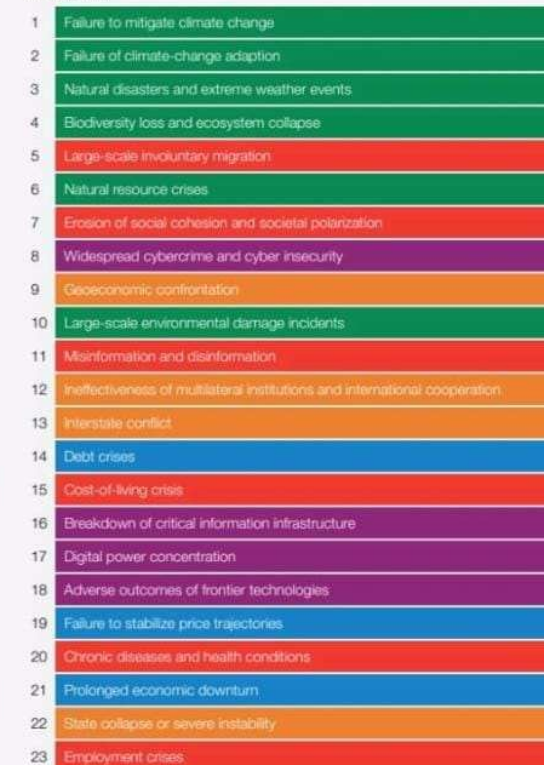 1 Failure to mitigate climate change
2 Failure of climate-change adaption
3 Natural disasters and extreme weather events
4 Biodiversity loss and ecosystem collapse
5 Large-scale involuntary migration
6 Natural resource crises
7 Erosion of social cohesion and societal polarization
8 Widespread cybercrime and cyber insecurity
9 Geoeconomic confrontation
10 Large-scale environmental damage incidents
11 Misinformation and disinformation
12 Ineffectiveness of multilateral institutions and international cooperation
13 Interstate conflict
14 Debt crises
15 Cost-of-living crisis
16 Breakdown of critical information infrastructure
17 Digital power concentration
18 Adverse outcomes of frontier technologies
19 Failure to stabilize price trajectories
20 Chronic diseases and health conditions
21 Prolonged economic downturn
22 State collapse or severe instability
23 Employment crises